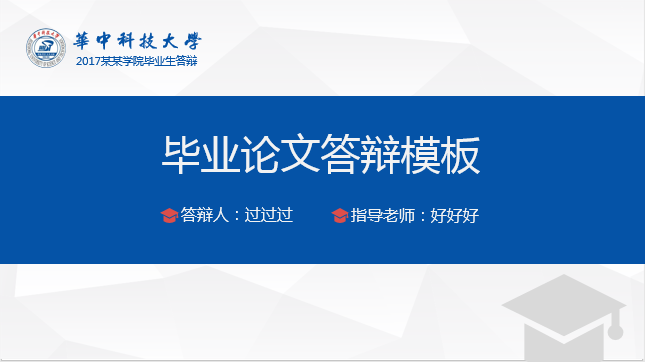 華中科技大学
2017某某学院毕业生答辩
毕业论文答辩模板
答辩人：过过过 指导老师：好好好